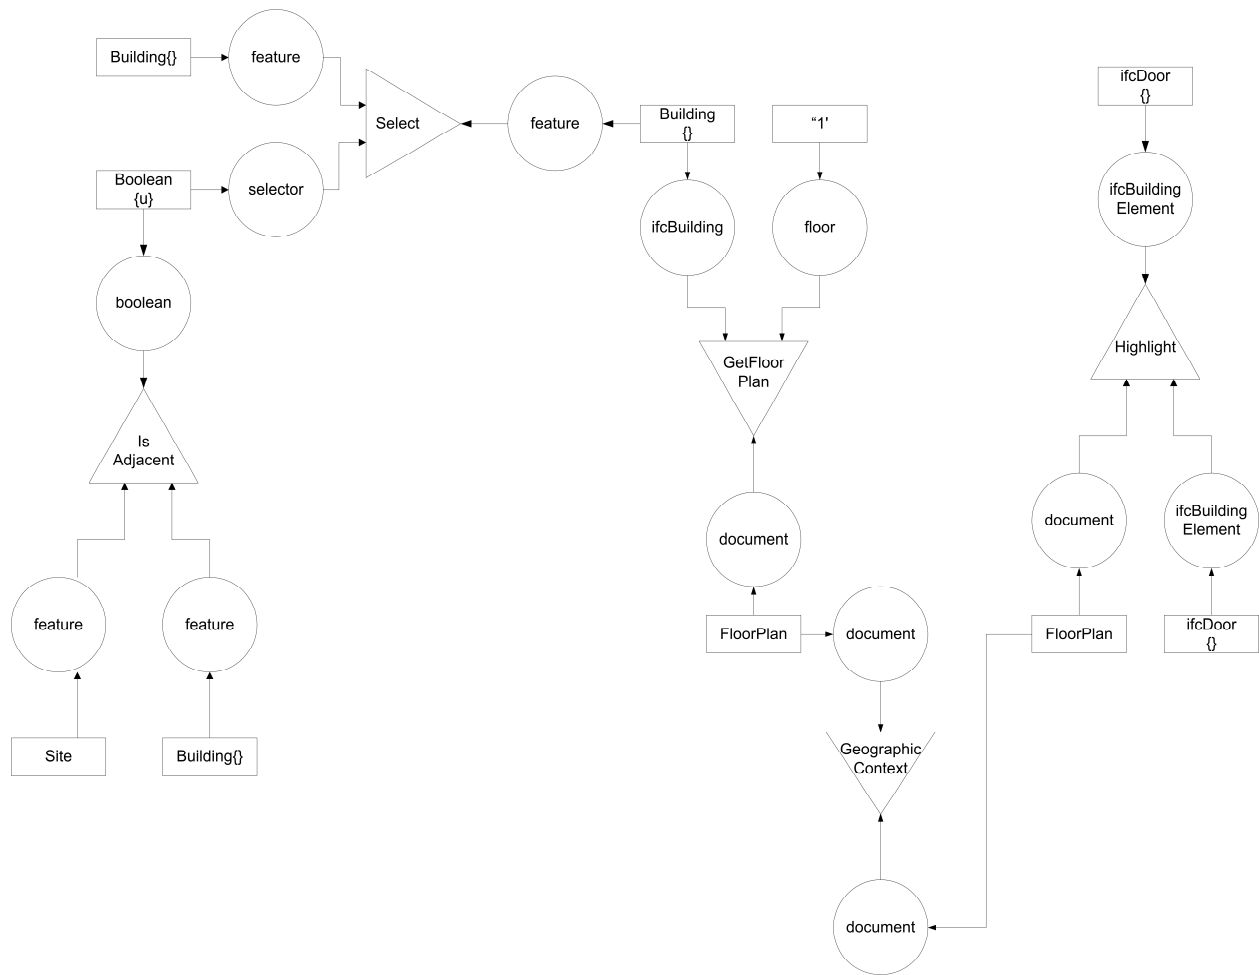 Building{}
feature
Select
feature
Building
{}
“1'
ifcDoor
{}
Boolean
{u}
selector
ifcBuilding
floor
ifcBuilding
Element
boolean
GetFloor
Plan
Highlight
Is
Adjacent
document
document
ifcBuilding
Element
feature
feature
FloorPlan
document
FloorPlan
ifcDoor
{}
Site
Building{}
Geographic
Context
document